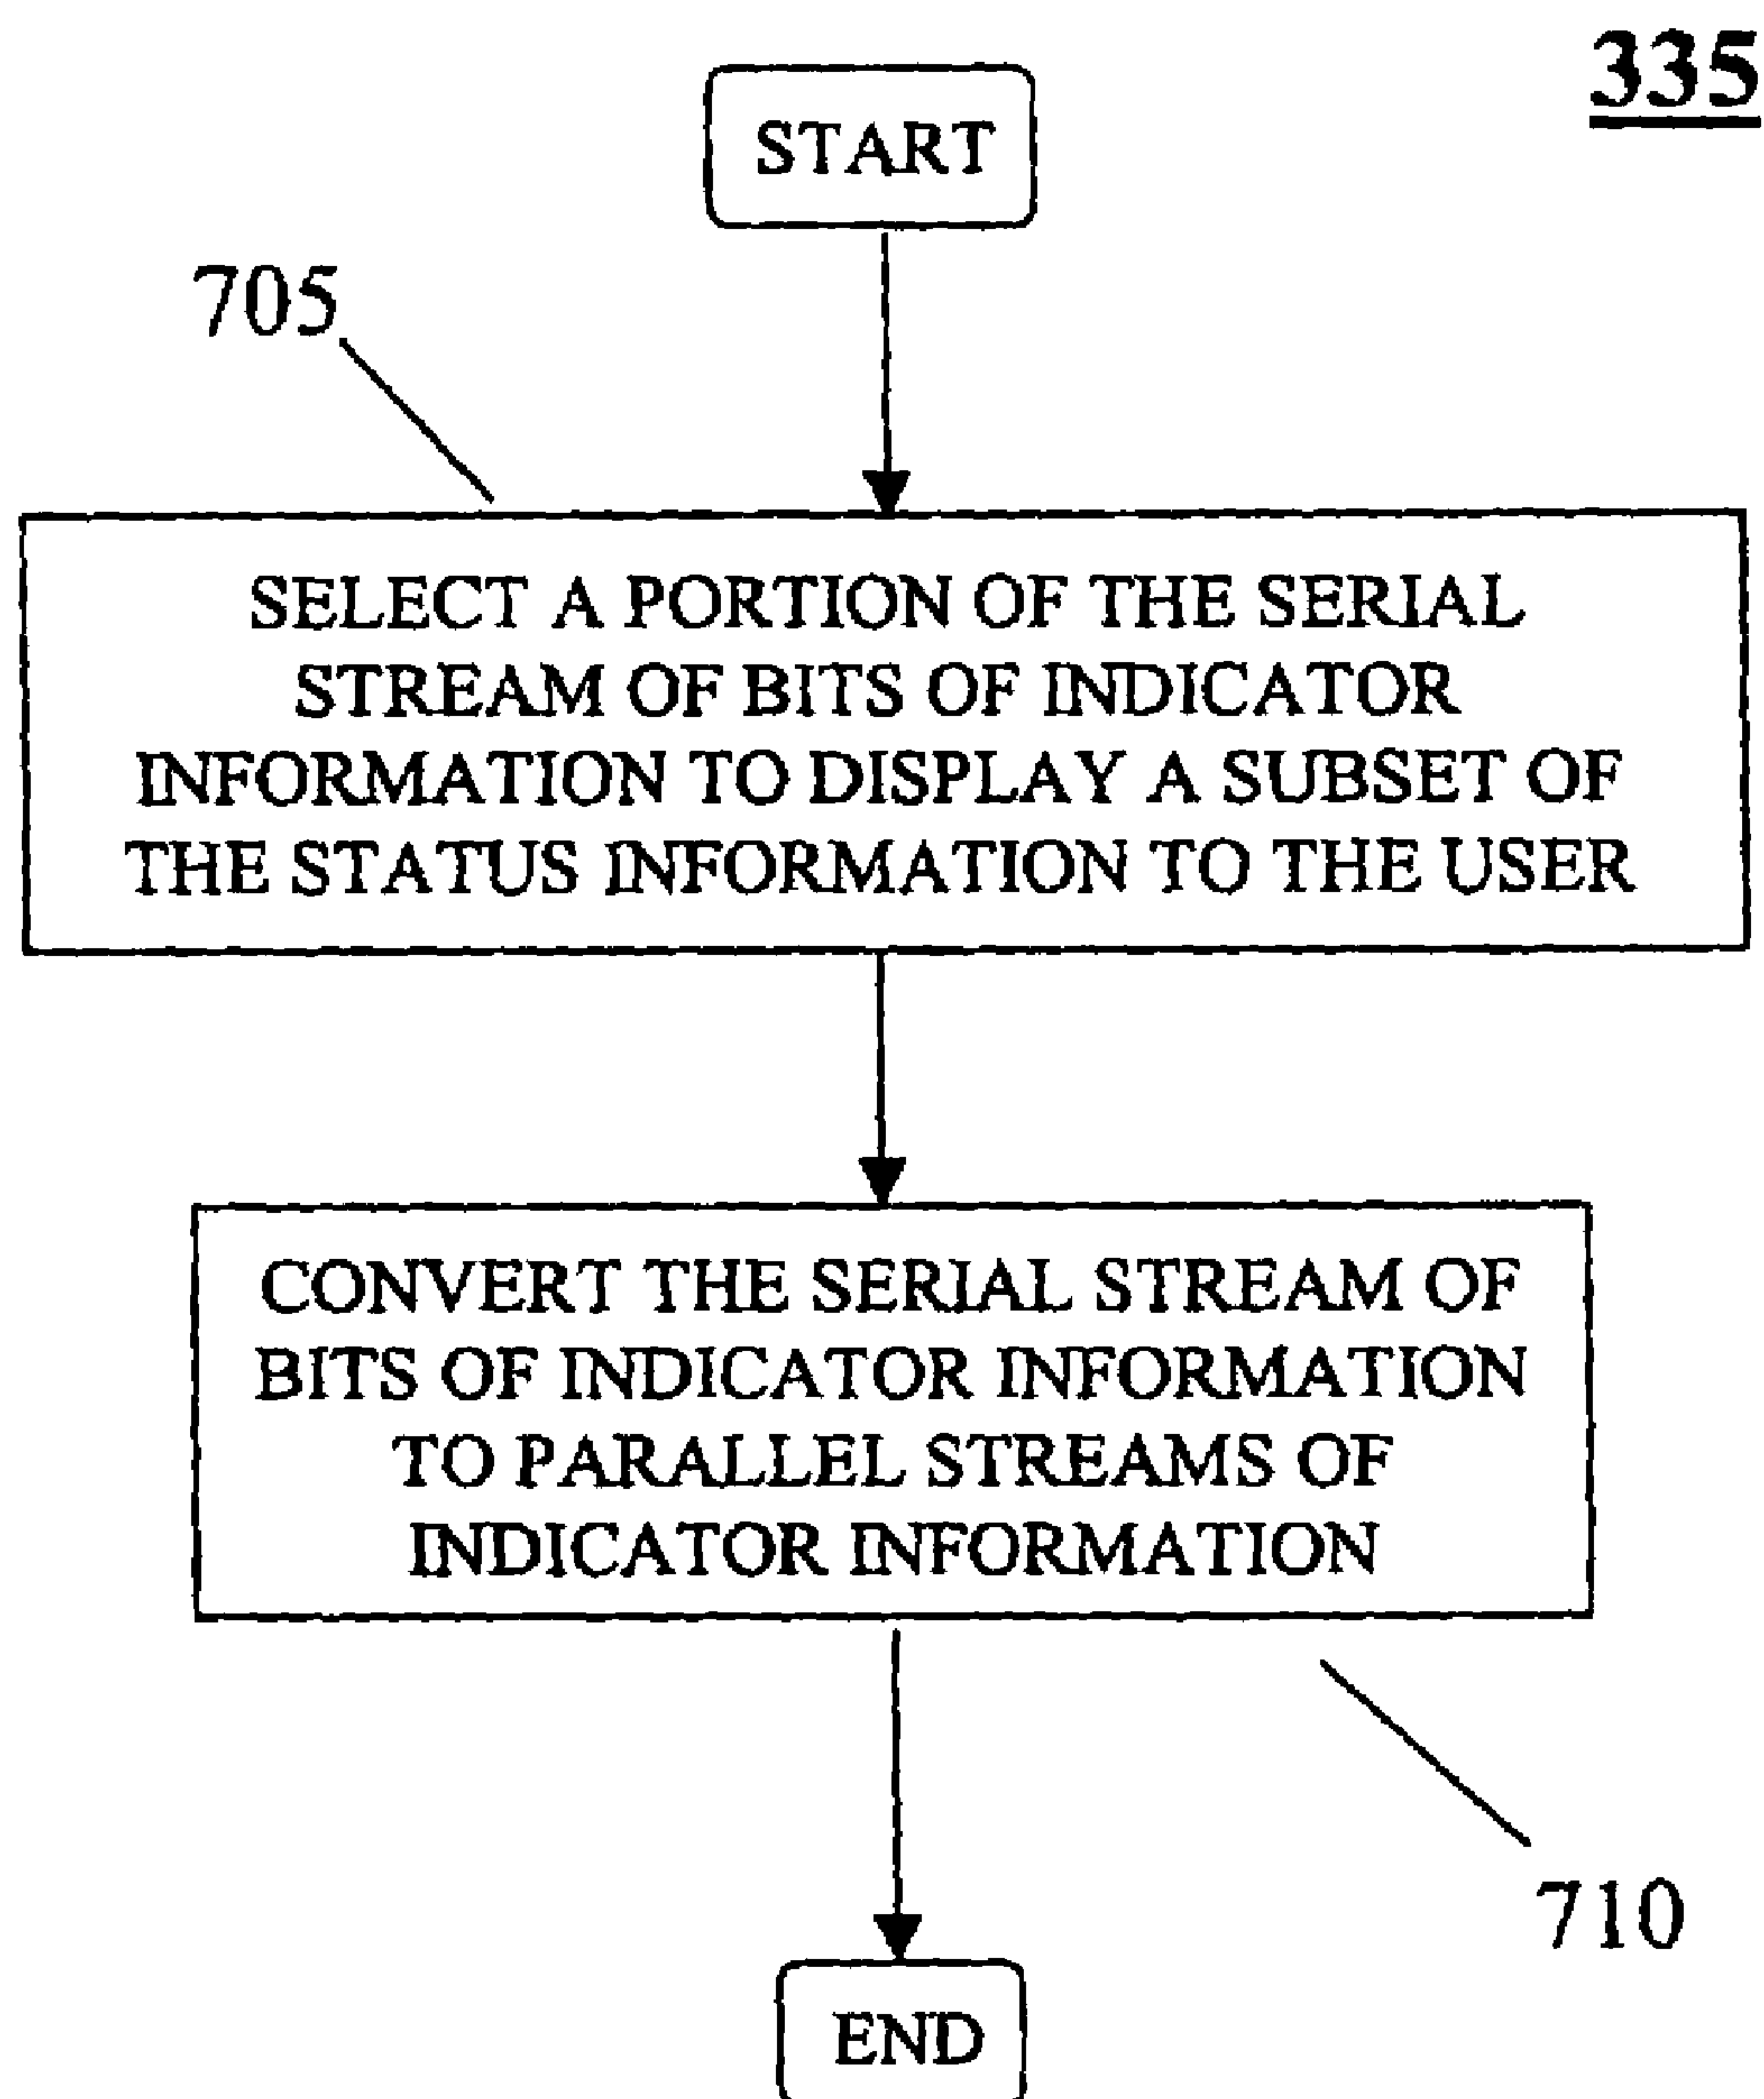 335
START
705
SELECT A PORTION OF THE SERIAL
STREAM OF BITS OF INDICATOR
INFORMATION TO DISPLAY A SUBSET OF
THE STATUS INFORMATION TO THE USER
CONVERT THE SERIAL STREAM OF
BITS OF INDICATOR INFORMATION
TO PARALLEL STREAMS OF
INDICATOR INFORMATION
710
END